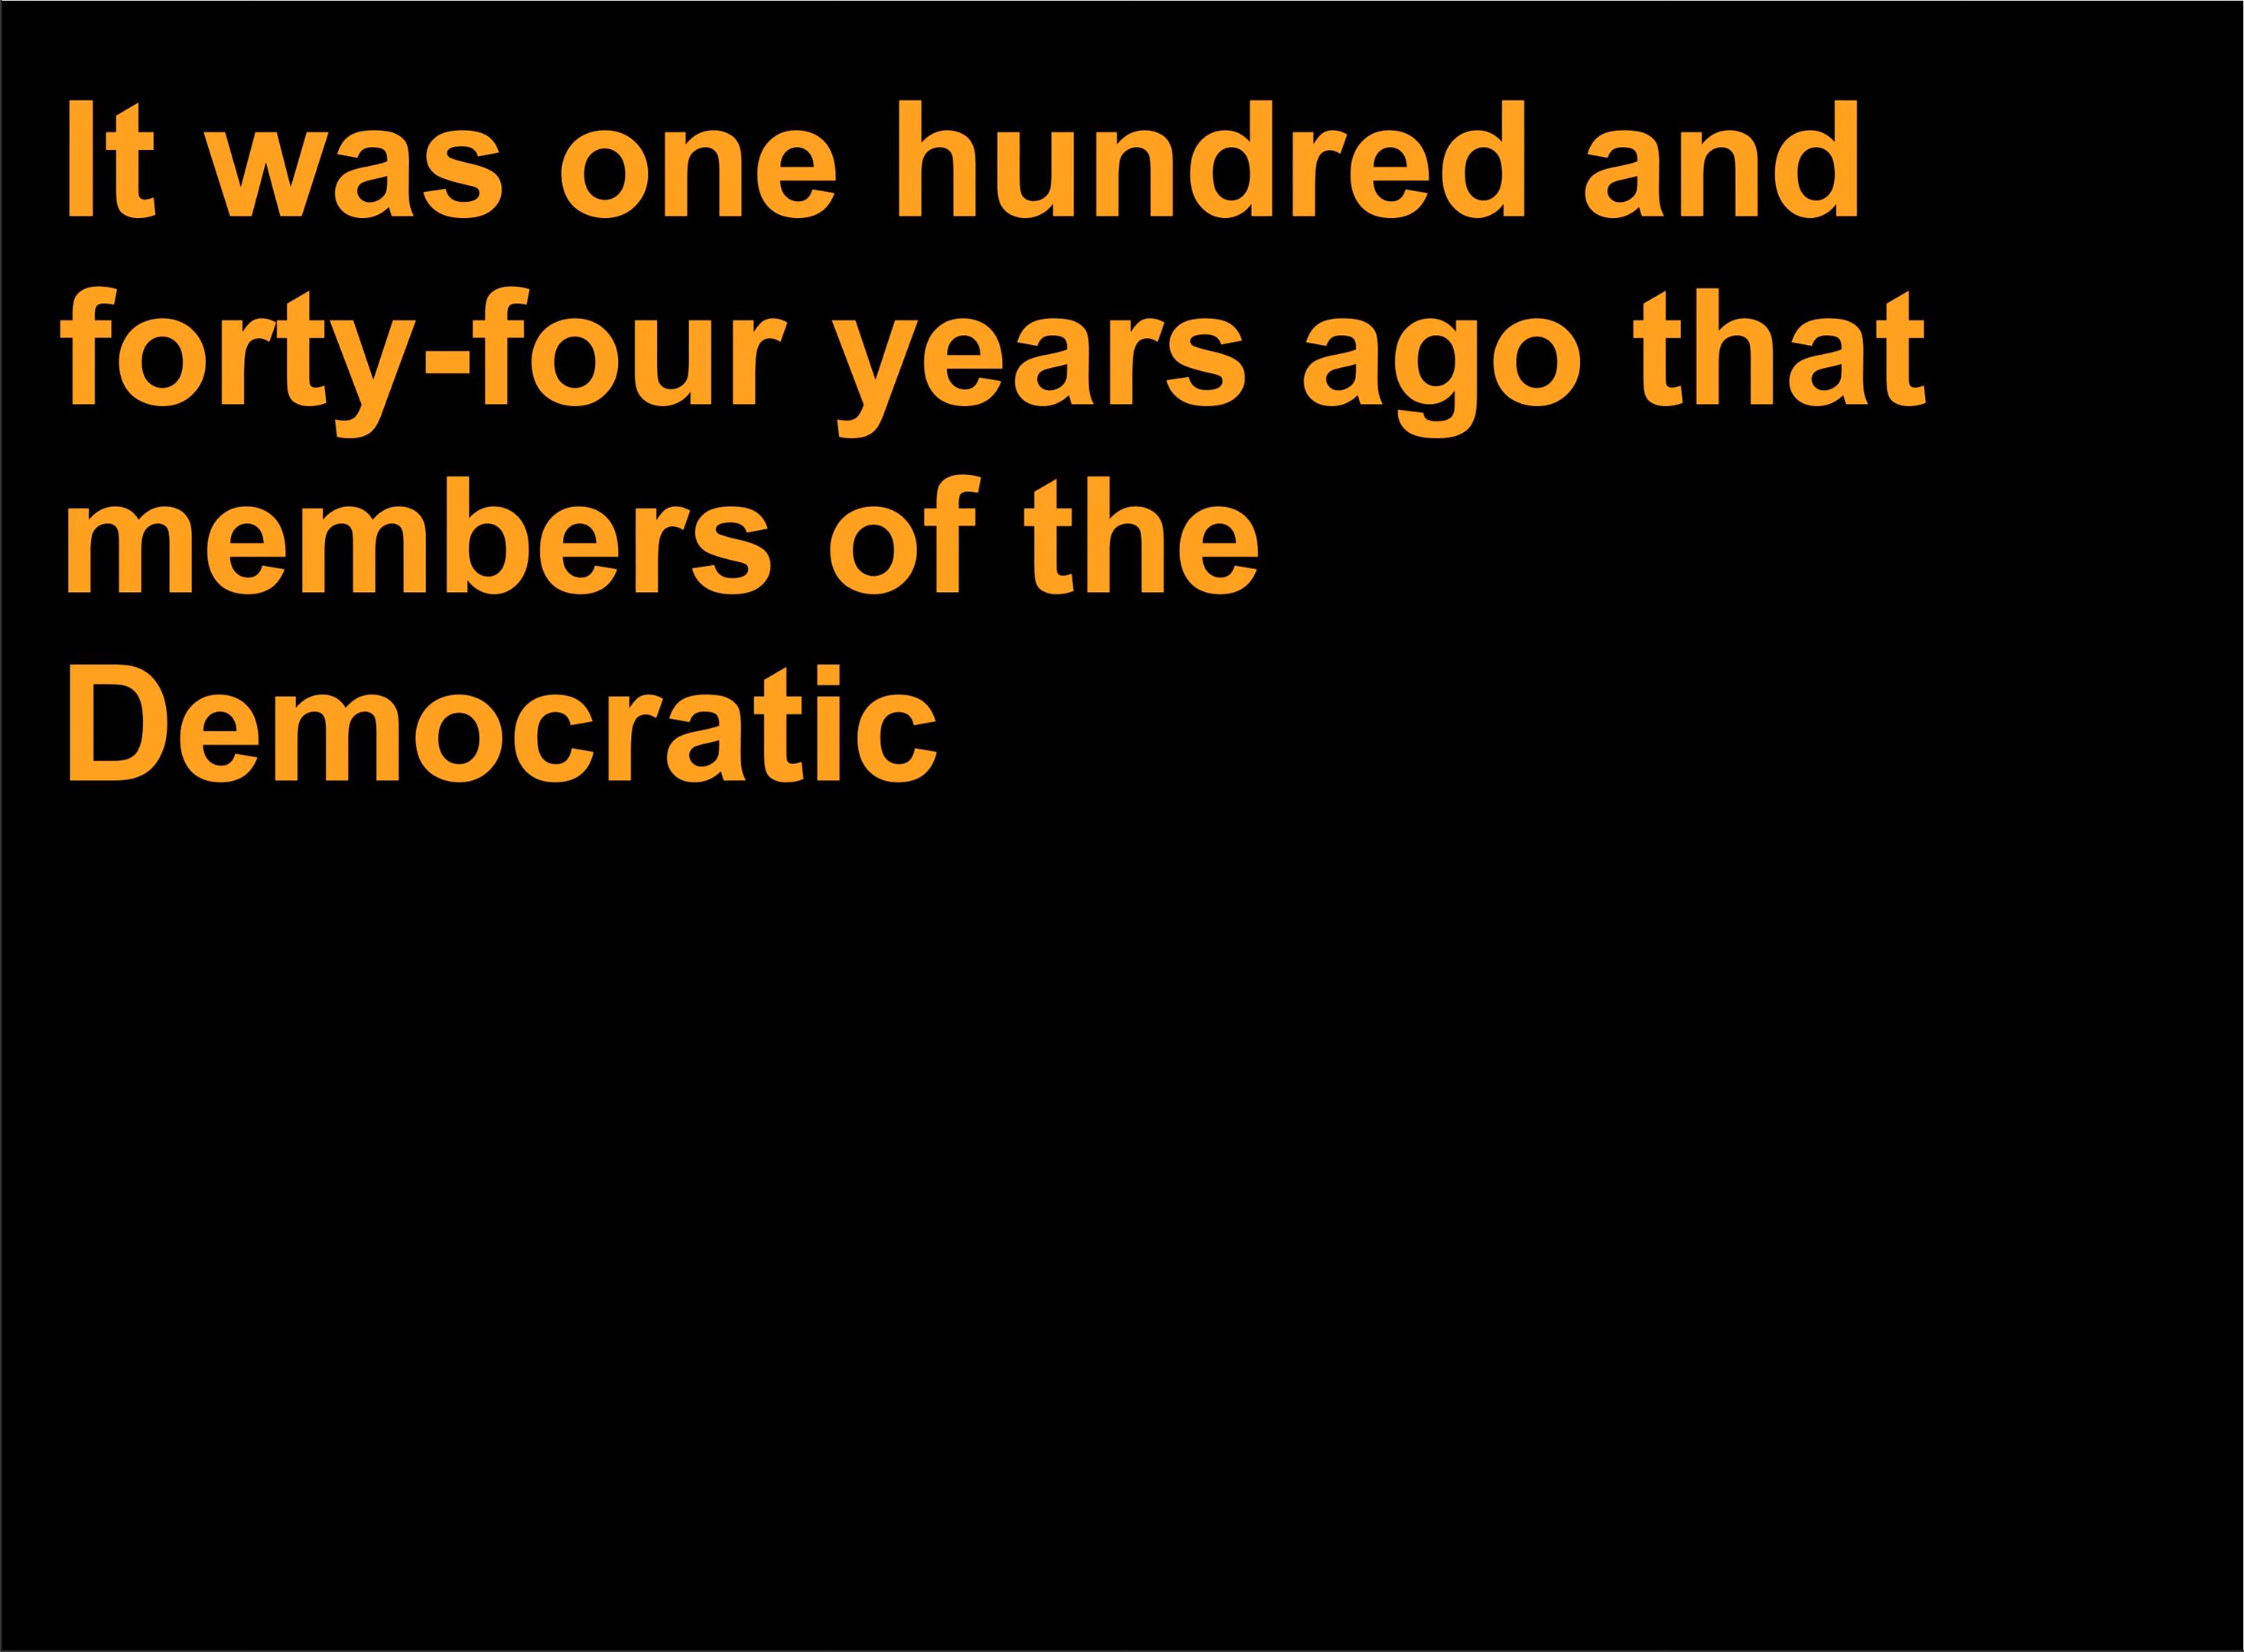 It was one hundred and
forty-four years ago that
members of the
Democratic